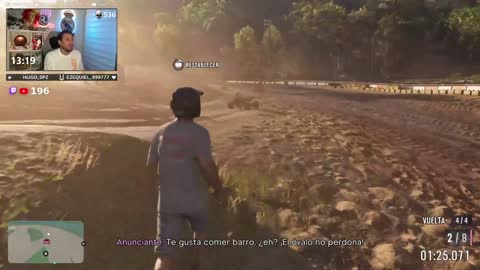 536
13:19
HUGO_0PZ
EZEQUIEL_999777
196
RESTABLECER
VUELTA 4/4
2/8
01:25.071
Anunciante: Te gusta comer barro, ¿eh? ¡El óvalo no perdona!